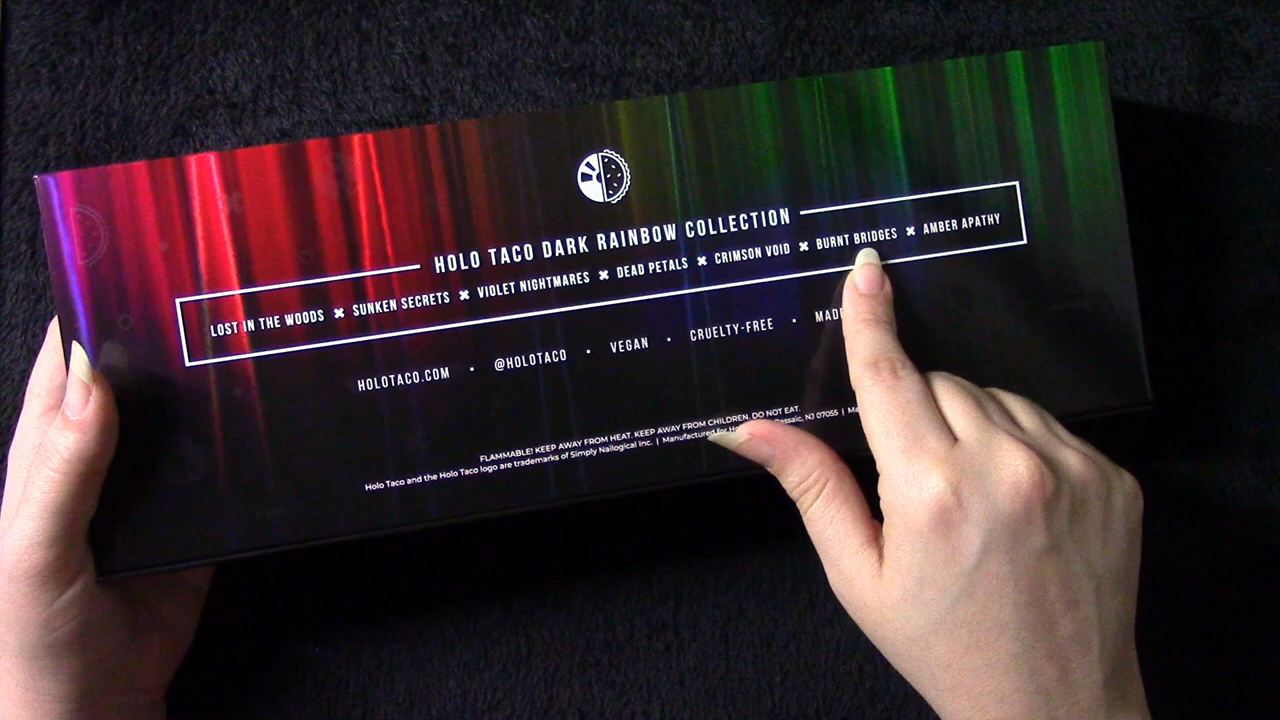 HOLO TACO DARK RAINBOW COLLECTION
LOST IN THE WOODS ✖ SUNKEN SECRETS ✖ VIOLET NIGHTMARES ✖ DEAD PETALS ✖ CRIMSON VOID ✖ BURNT BRIDGES ✖ AMBER APATHY
HOLOTACO.COM • @HOLOTACO • VEGAN • CRUELTY-FREE • MADE
FLAMMABLE! KEEP AWAY FROM HEAT. KEEP AWAY FROM CHILDREN. DO NOT EAT.
Holo Taco and the Holo Taco logo are trademarks of Simply Nailogical Inc. | Manufactured for Passaic, NJ 07055 |